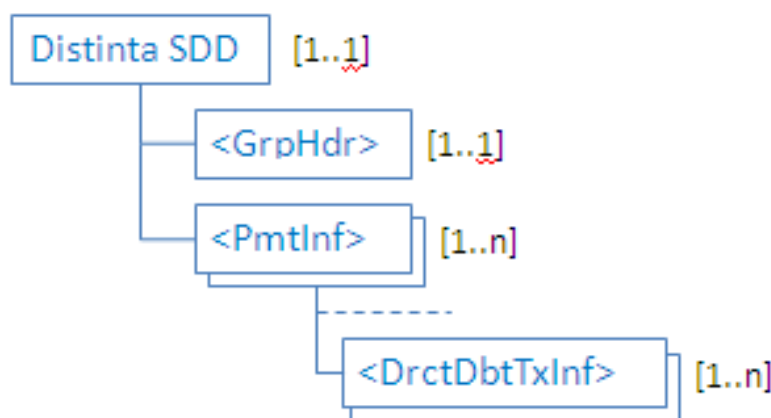 Distinta SDD [1..1]
<GrpHdr> [1..1]
<PmtInf> [1..n]
<DrctDbtTxInf> [1..n]